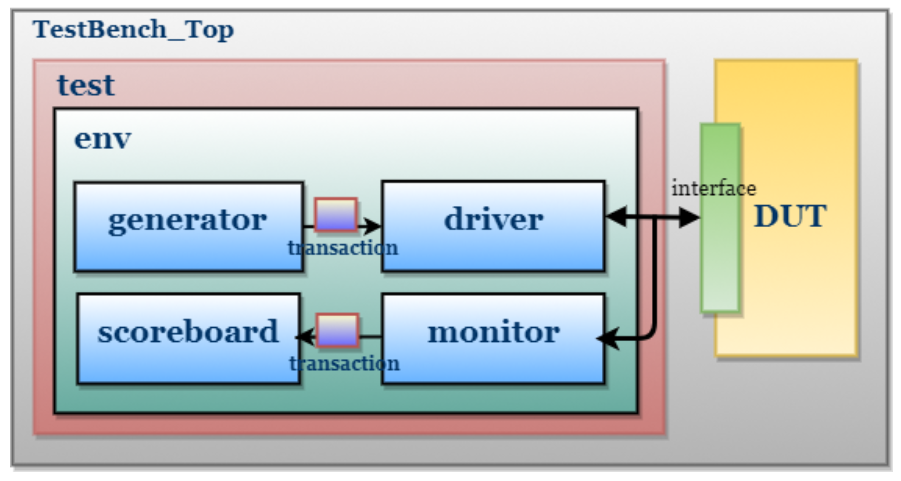 TestBench_Top
test
env
generator
driver
transaction
interface
DUT
scoreboard
monitor
transaction